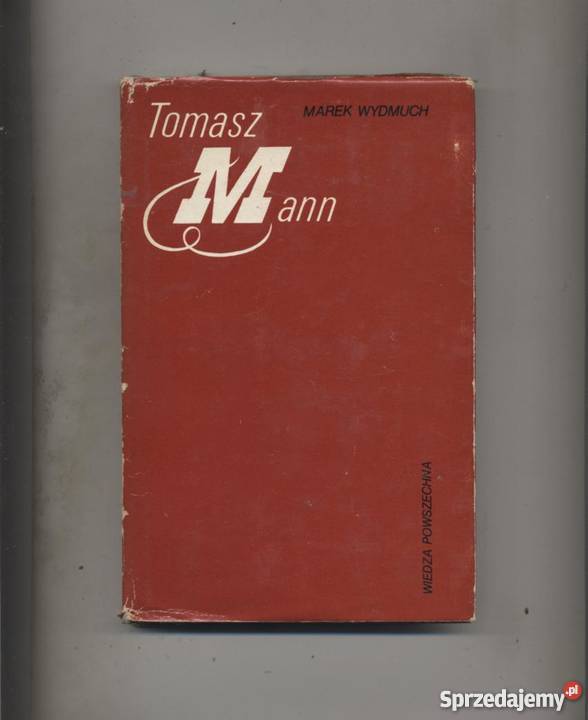 Tomasz
MAREK WYDMUCH
Mann
WIEDZA POWSZECHNA
Sprzedajemy.pl